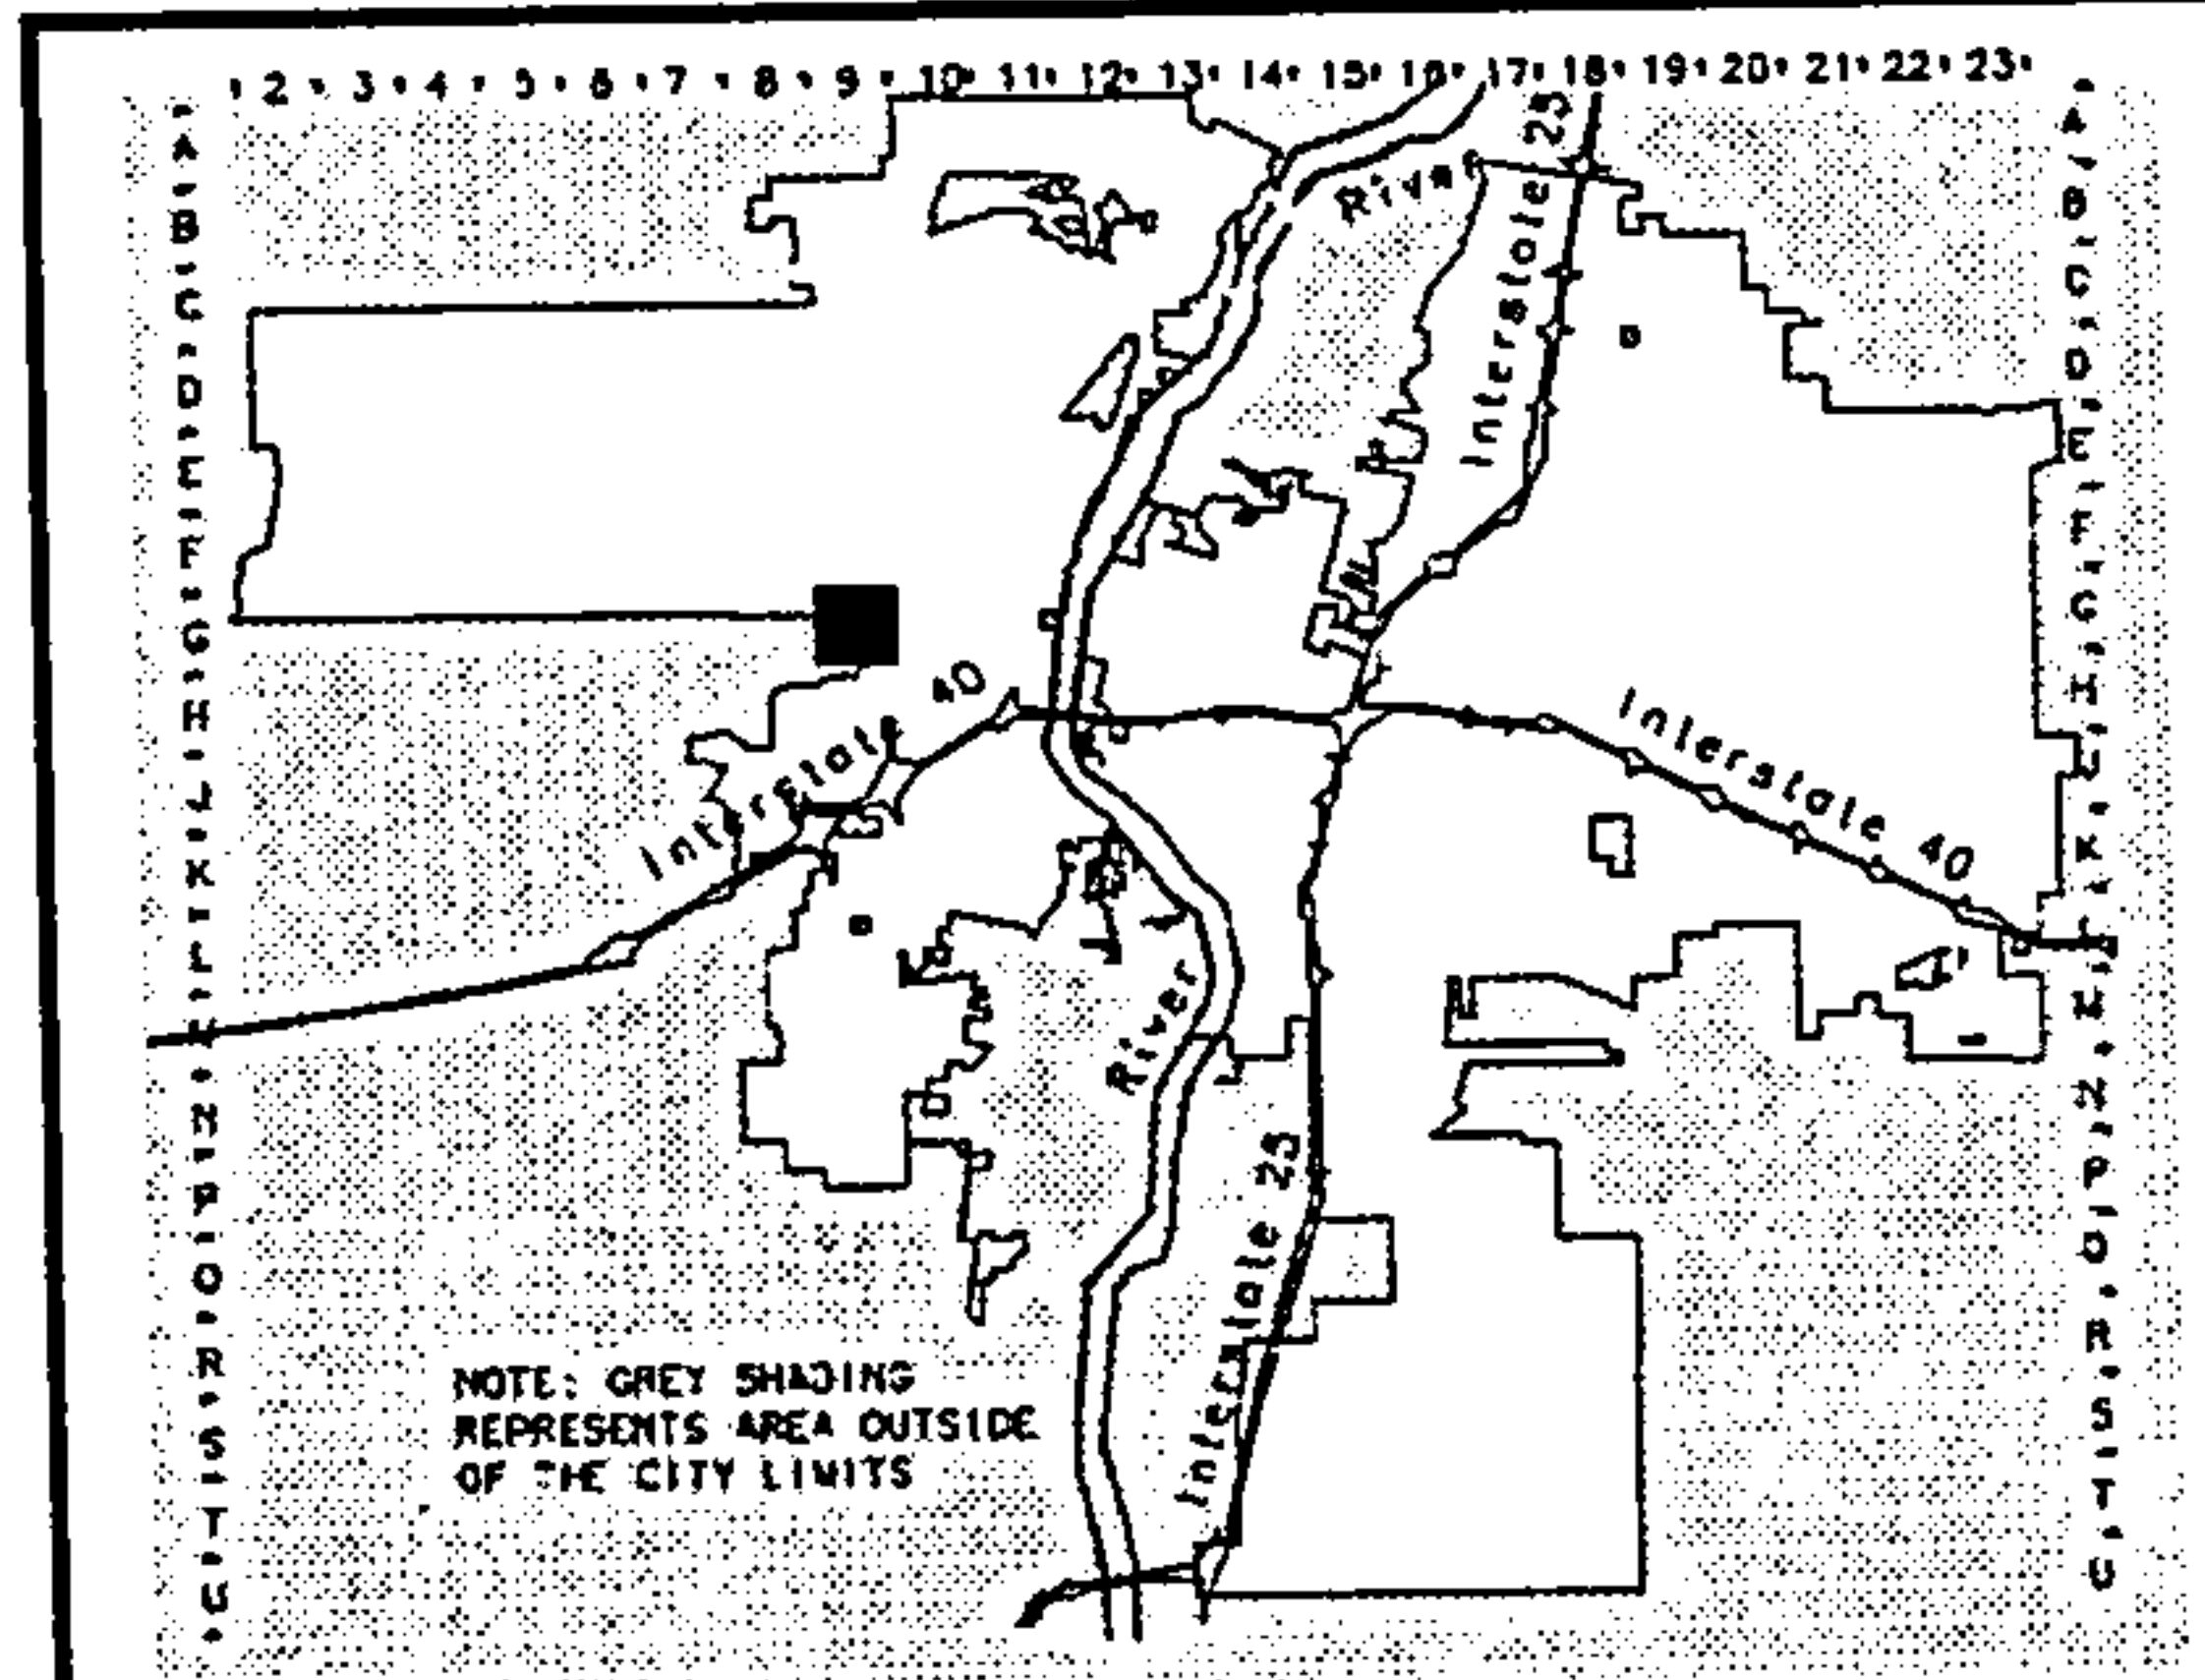 2 3 4 5 6 7 8 9 10 11 12 13 14 15 16 17 18 19 20 21 22 23
A A
B B
C C
D D
E E
F F
G G
H H
J J
K K
L L
M M
N N
P P
O O
R R
S S
T T
U U
River
Interstate 25
Interstate 40
Interstate 40
River
Interstate 25
NOTE: GREY SHADING
REPRESENTS AREA OUTSIDE
OF THE CITY LIMITS